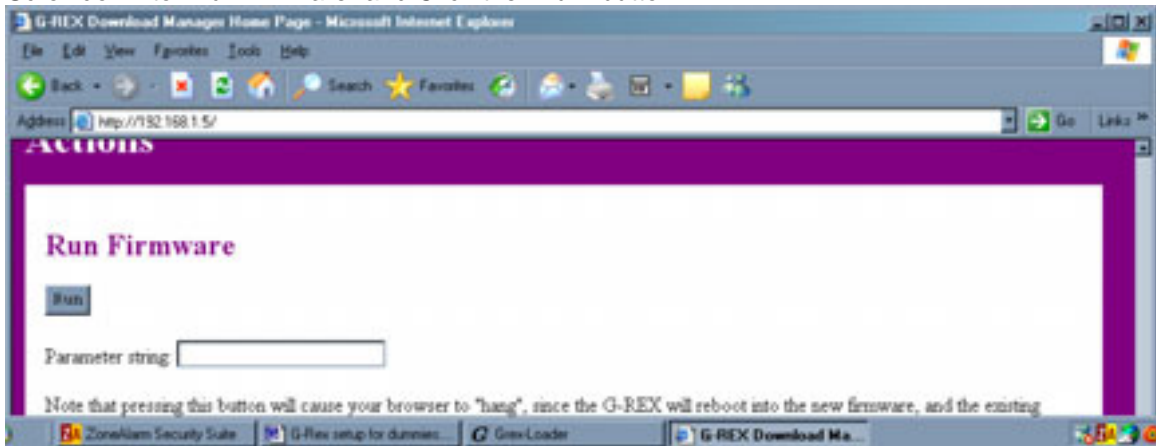 G-REX Download Manager Home Page - Microsoft Internet Explorer
File Edit View Favorites Tools Help
Back Search Favorites
Address http://192.168.1.5/ Go Links »
Actions
Run Firmware
Run
Parameter string
Note that pressing this button will cause your browser to "hang", since the G-REX will reboot into the new firmware, and the existing
ZA ZoneAlarm Security Suite G-Rex setup for dummies... Grex-Loader G-REX Download Ma...